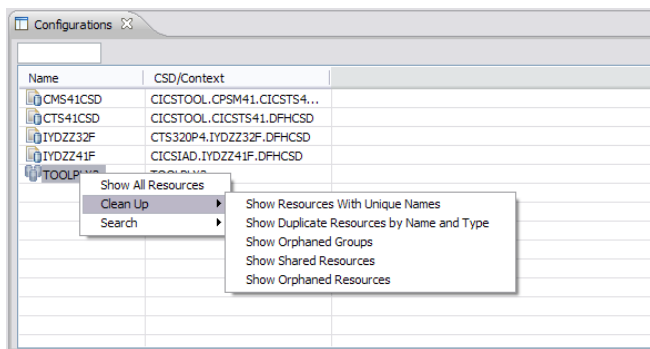 Configurations
Name CSD/Context
CMS41CSD CICSTOOL.CPSM41.CICSTS4...
CTS41CSD CICSTOOL.CICSTS41.DFHCSD
IYDZZ32F CTS320P4.IYDZZ32F.DFHCSD
IYDZZ41F CICSIAD.IYDZZ41F.DFHCSD
Show All Resources
Clean Up
Search
Show Resources With Unique Names
Show Duplicate Resources by Name and Type
Show Orphaned Groups
Show Shared Resources
Show Orphaned Resources